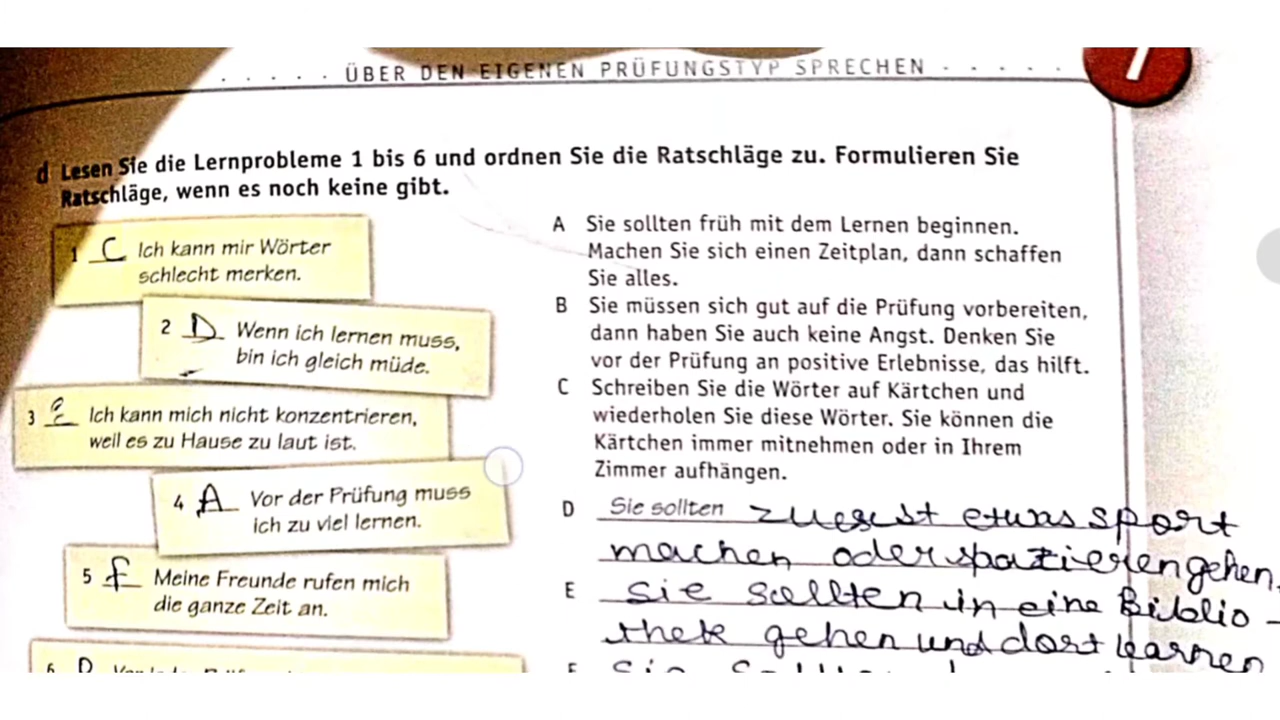 ÜBER DEN EIGENEN PRÜFUNGSTYP SPRECHEN
7
d Lesen Sie die Lernprobleme 1 bis 6 und ordnen Sie die Ratschläge zu. Formulieren Sie
Ratschläge, wenn es noch keine gibt.
1 C Ich kann mir Wörter
schlecht merken.
2 D Wenn ich lernen muss,
bin ich gleich müde.
3 e Ich kann mich nicht konzentrieren,
weil es zu Hause zu laut ist.
4 A Vor der Prüfung muss
ich zu viel lernen.
5 f Meine Freunde rufen mich
die ganze Zeit an.
6
A Sie sollten früh mit dem Lernen beginnen.
Machen Sie sich einen Zeitplan, dann schaffen
Sie alles.
B Sie müssen sich gut auf die Prüfung vorbereiten,
dann haben Sie auch keine Angst. Denken Sie
vor der Prüfung an positive Erlebnisse, das hilft.
C Schreiben Sie die Wörter auf Kärtchen und
wiederholen Sie diese Wörter. Sie können die
Kärtchen immer mitnehmen oder in Ihrem
Zimmer aufhängen.
D Sie sollten zuerst etwas sport
machen oder spazieren gehen.
E sie sollten in eine Biblio-
thek gehen und dort learnen